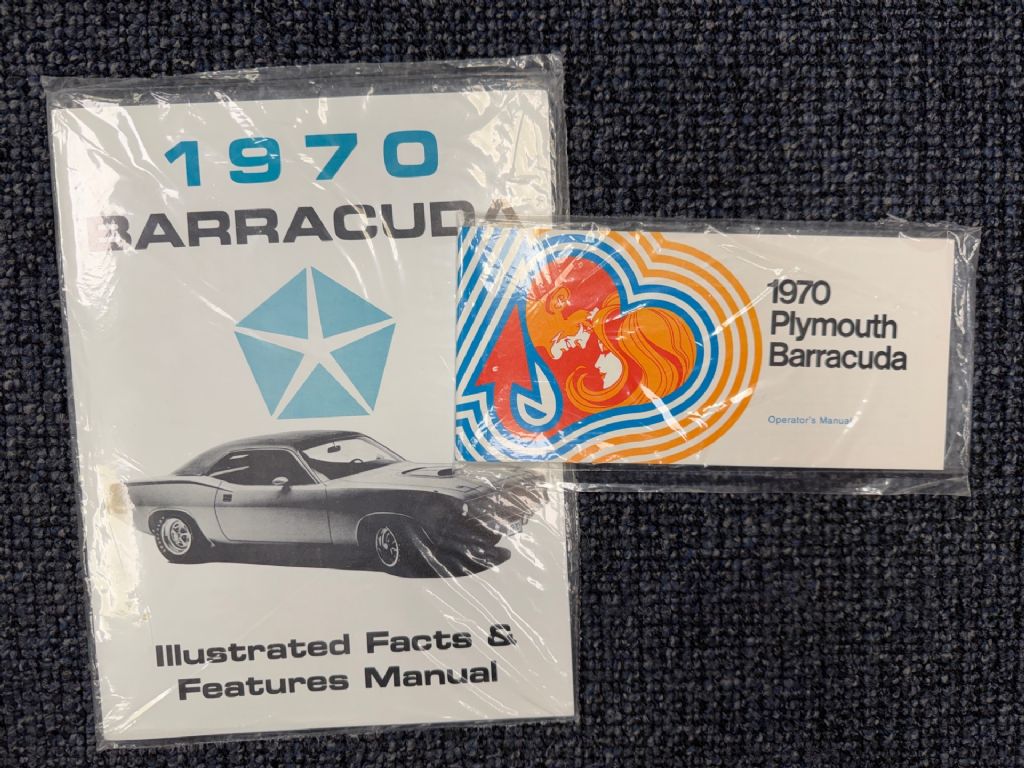 1970
BARRACUDA
Illustrated Facts &
Features Manual
1970
Plymouth
Barracuda
Operator's Manual